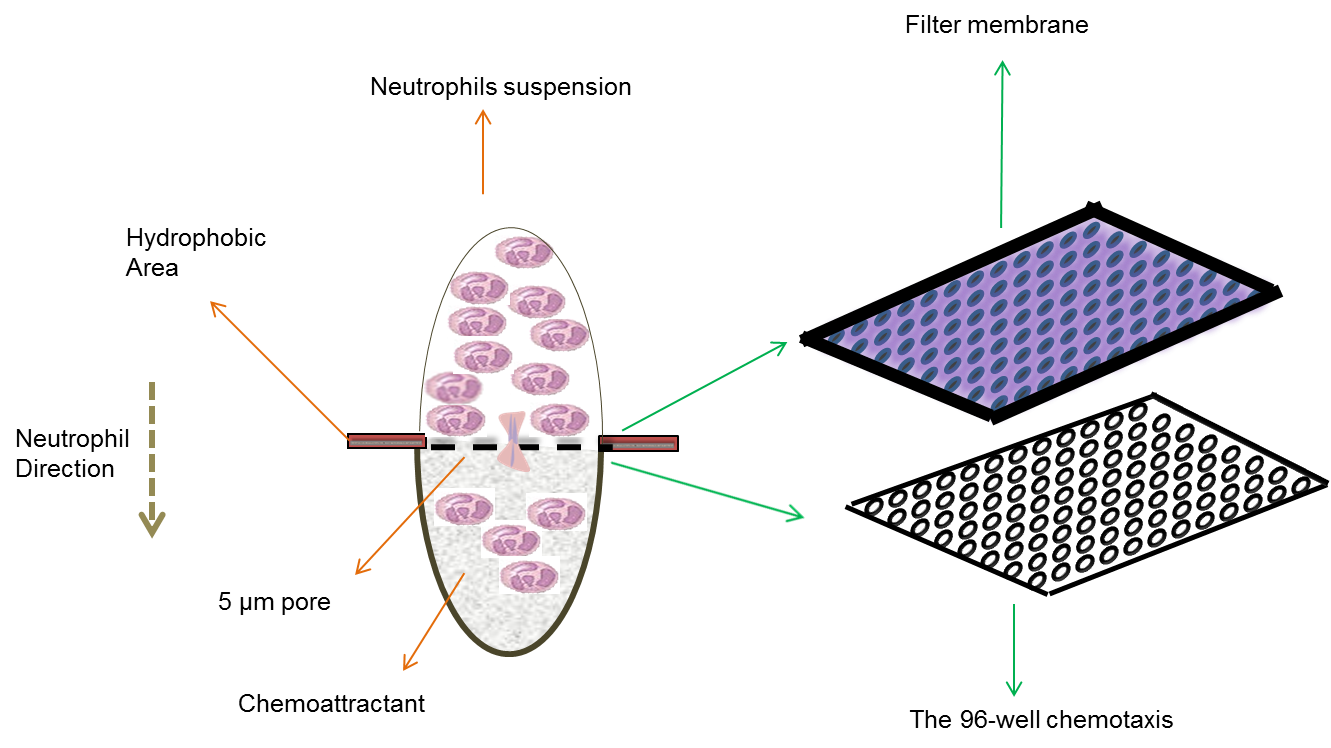 Filter membrane
Neutrophils suspension
Hydrophobic
Area
Neutrophil
Direction
5 µm pore
Chemoattractant
The 96-well chemotaxis